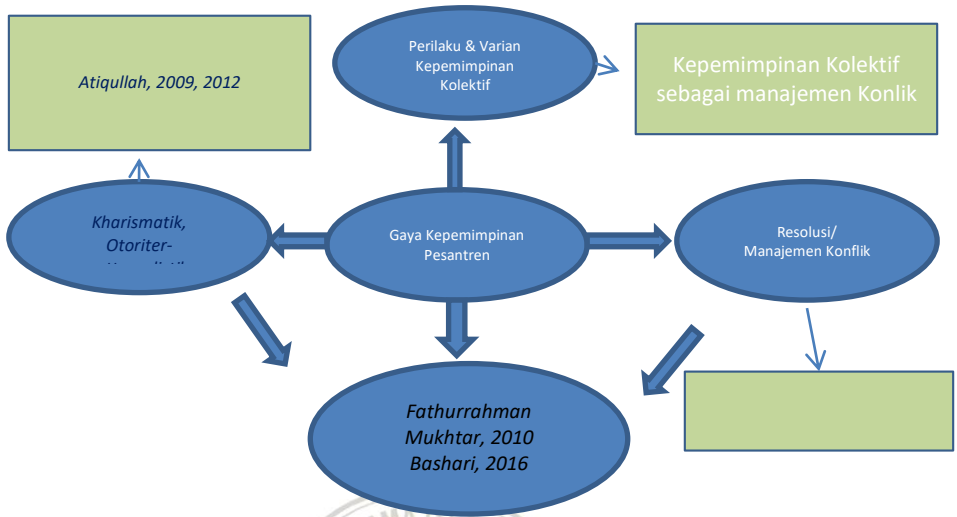 Perilaku & Varian
Kepemimpinan
Kolektif
Kepemimpinan Kolektif
sebagai manajemen Konlik
Atiqullah, 2009, 2012
Kharismatik,
Otoriter-
Gaya Kepemimpinan
Pesantren
Resolusi/
Manajemen Konflik
Fathurrahman
Mukhtar, 2010
Bashari, 2016